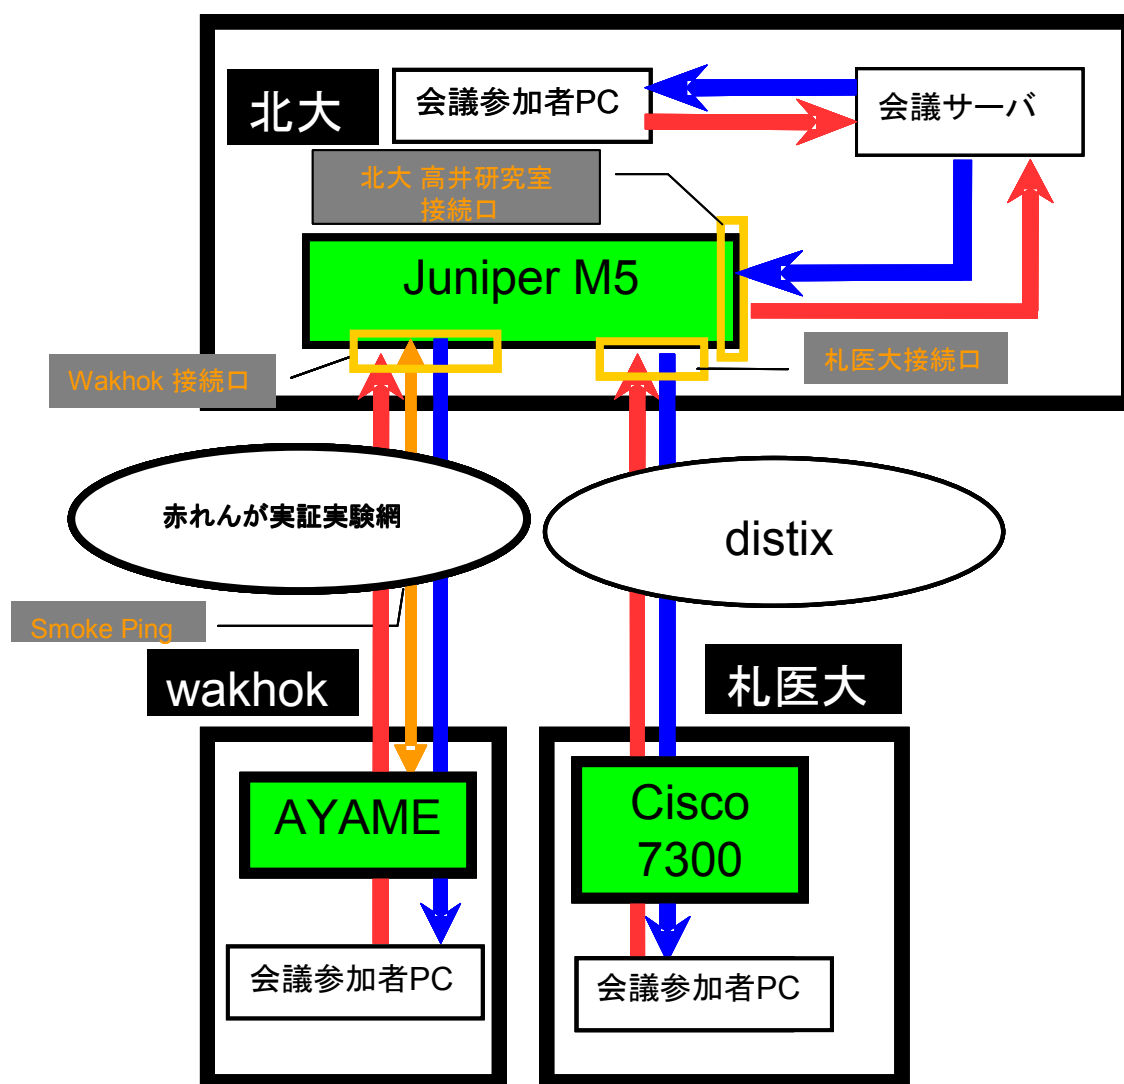 北大
会議参加者PC
会議サーバ
北大 高井研究室
接続口
Juniper M5
Wakhok 接続口
札医大接続口
赤れんが実証実験網
distix
Smoke Ping
wakhok
札医大
AYAME
Cisco
7300
会議参加者PC
会議参加者PC